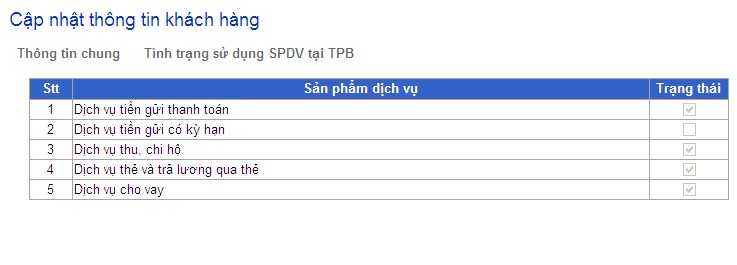 Cập nhật thông tin khách hàng
Thông tin chung Tình trạng sử dụng SPDV tại TPB
Stt Sản phẩm dịch vụ Trạng thái
1 Dịch vụ tiền gửi thanh toán
2 Dịch vụ tiền gửi có kỳ hạn
3 Dịch vụ thu, chi hộ
4 Dịch vụ thẻ và trả lương qua thẻ
5 Dịch vụ cho vay